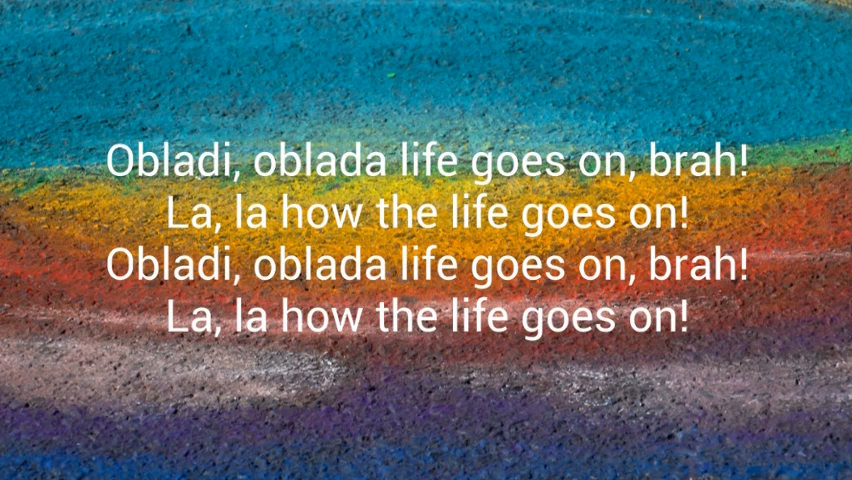 Obladi, oblada life goes on, brah!
La, la how the life goes on!
Obladi, oblada life goes on, brah!
La, la how the life goes on!